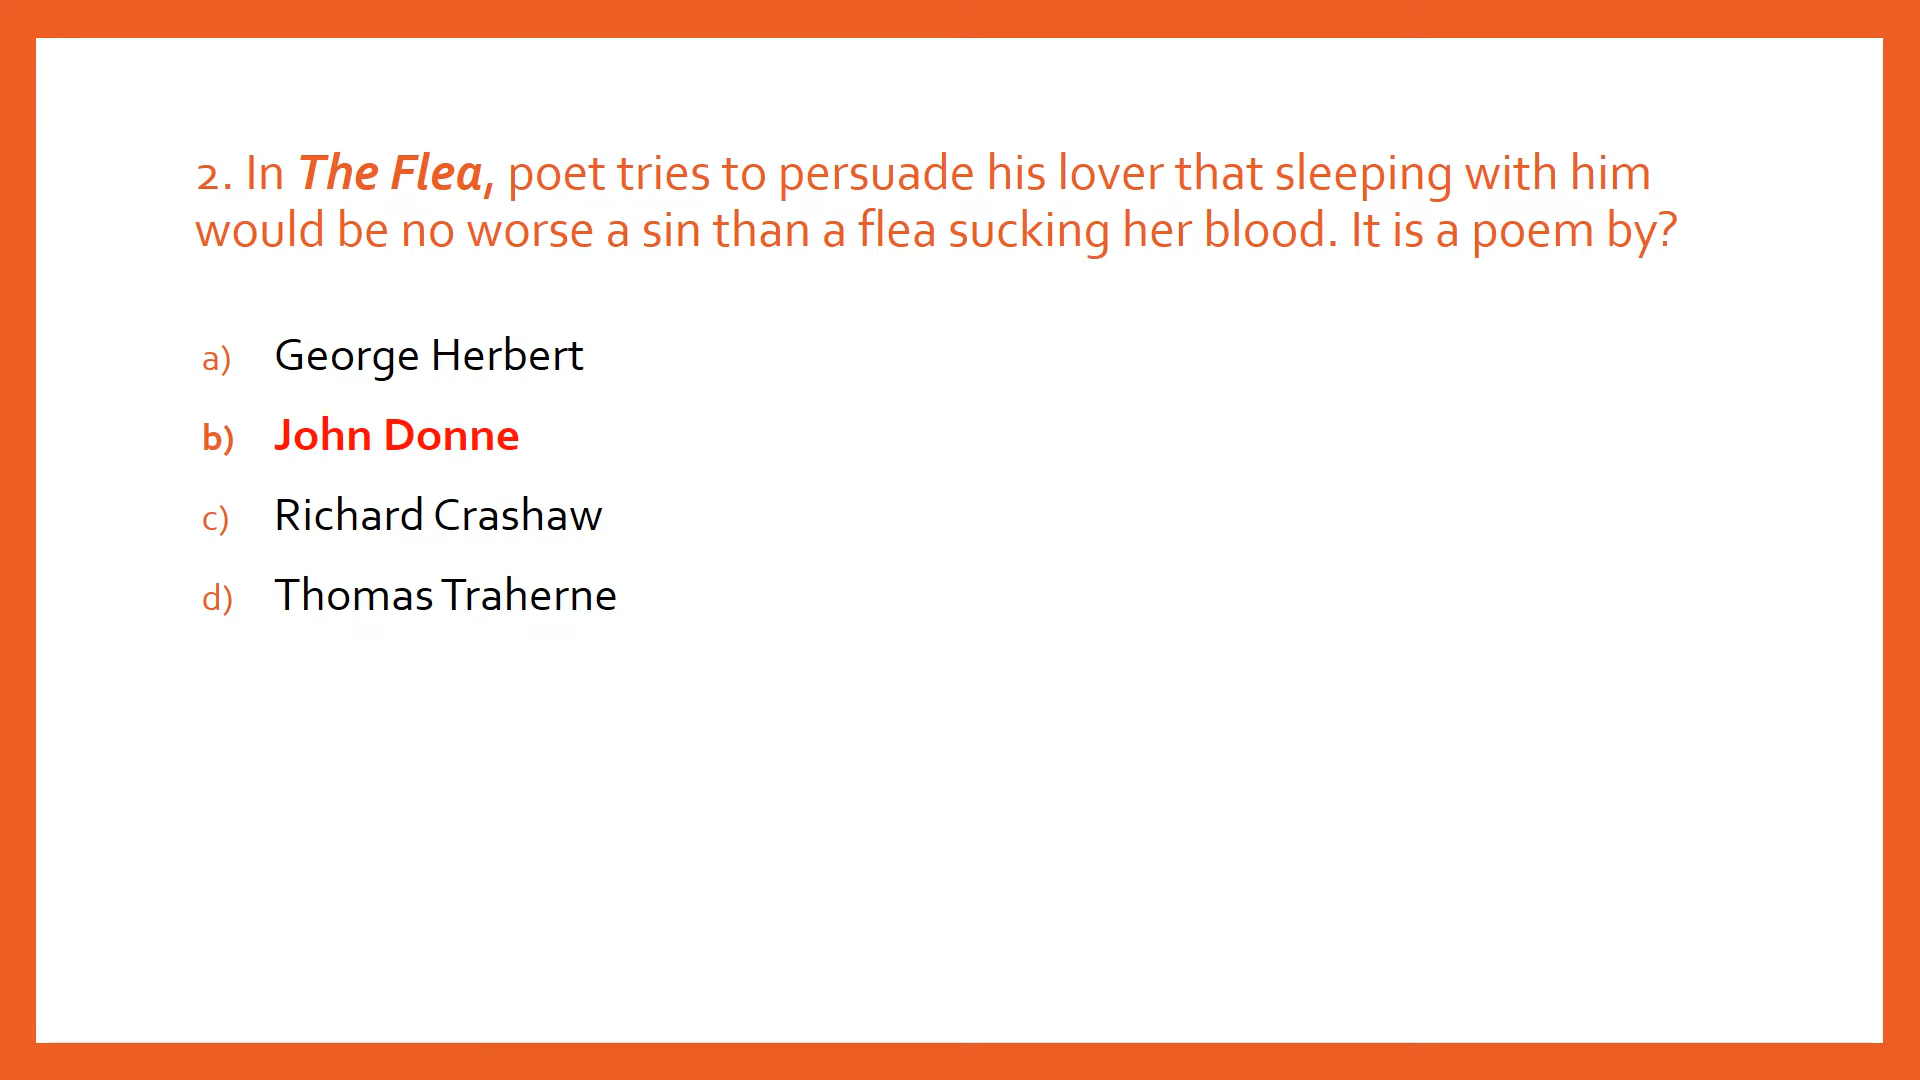 2. In The Flea, poet tries to persuade his lover that sleeping with him
would be no worse a sin than a flea sucking her blood. It is a poem by?
a) George Herbert
b) John Donne
c) Richard Crashaw
d) Thomas Traherne